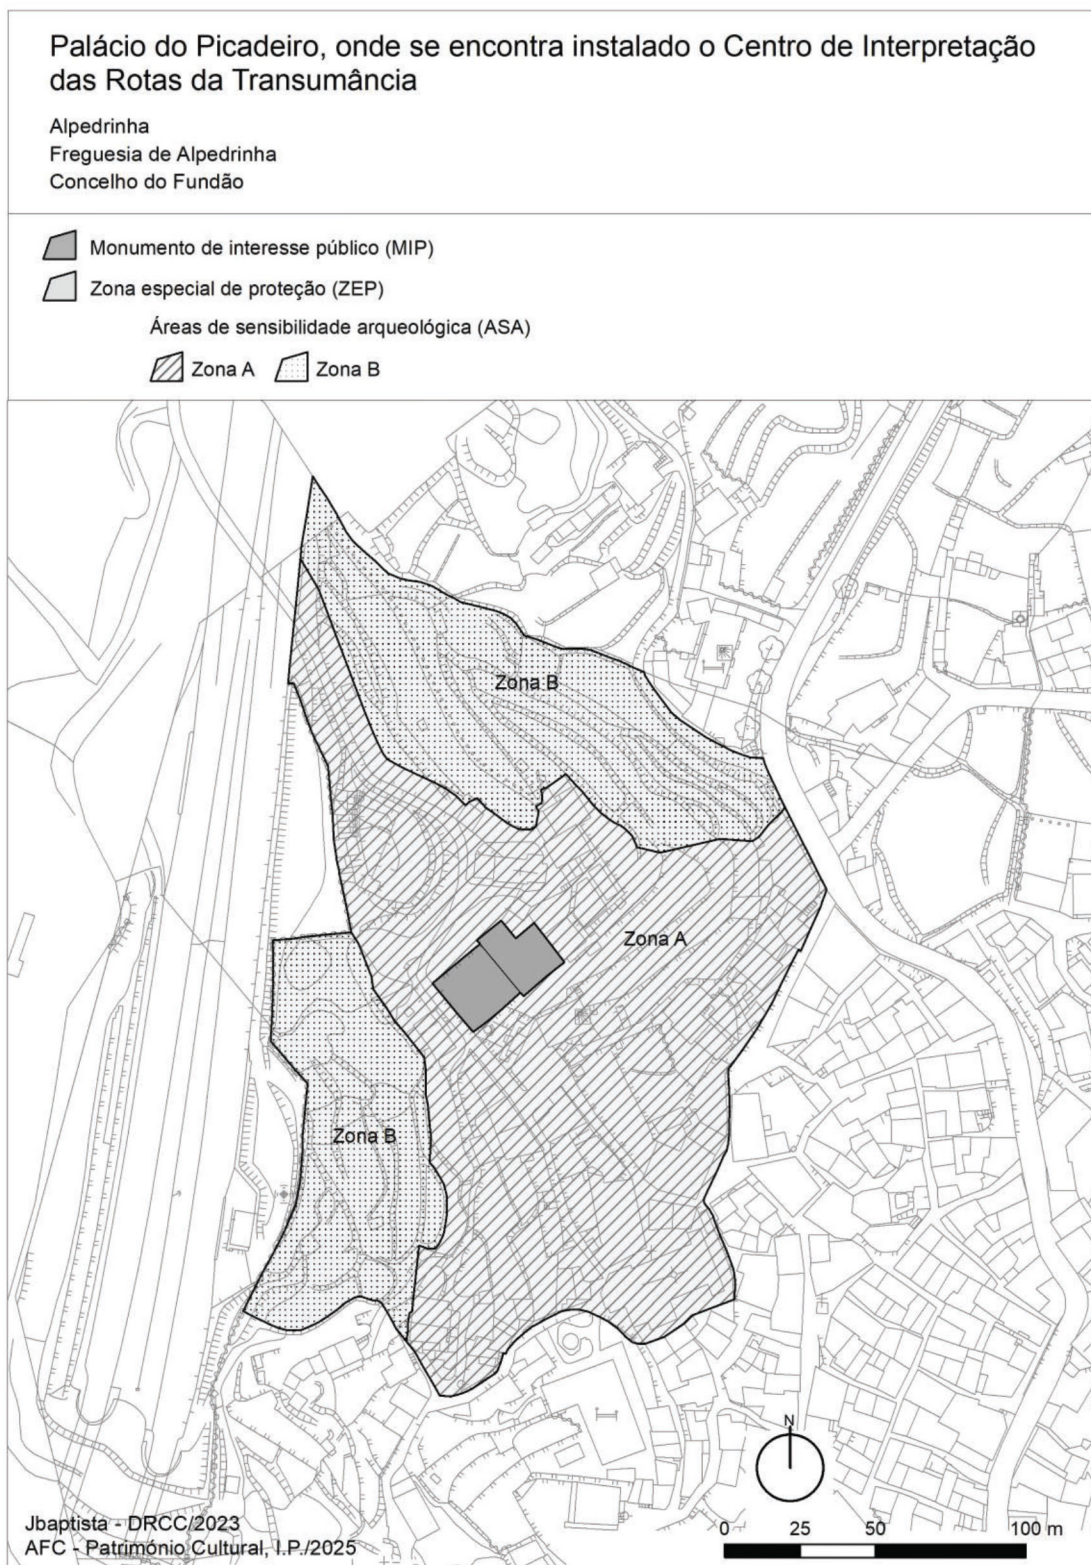 Palácio do Picadeiro, onde se encontra instalado o Centro de Interpretação
das Rotas da Transumância
Alpedrinha
Freguesia de Alpedrinha
Concelho do Fundão
Monumento de interesse público (MIP)
Zona especial de proteção (ZEP)
Áreas de sensibilidade arqueológica (ASA)
Zona A Zona B
Zona B
Zona A
Zona B
N
Jbaptista - DRCC/2023
AFC - Património Cultural, I.P./2025
0 25 50 100 m